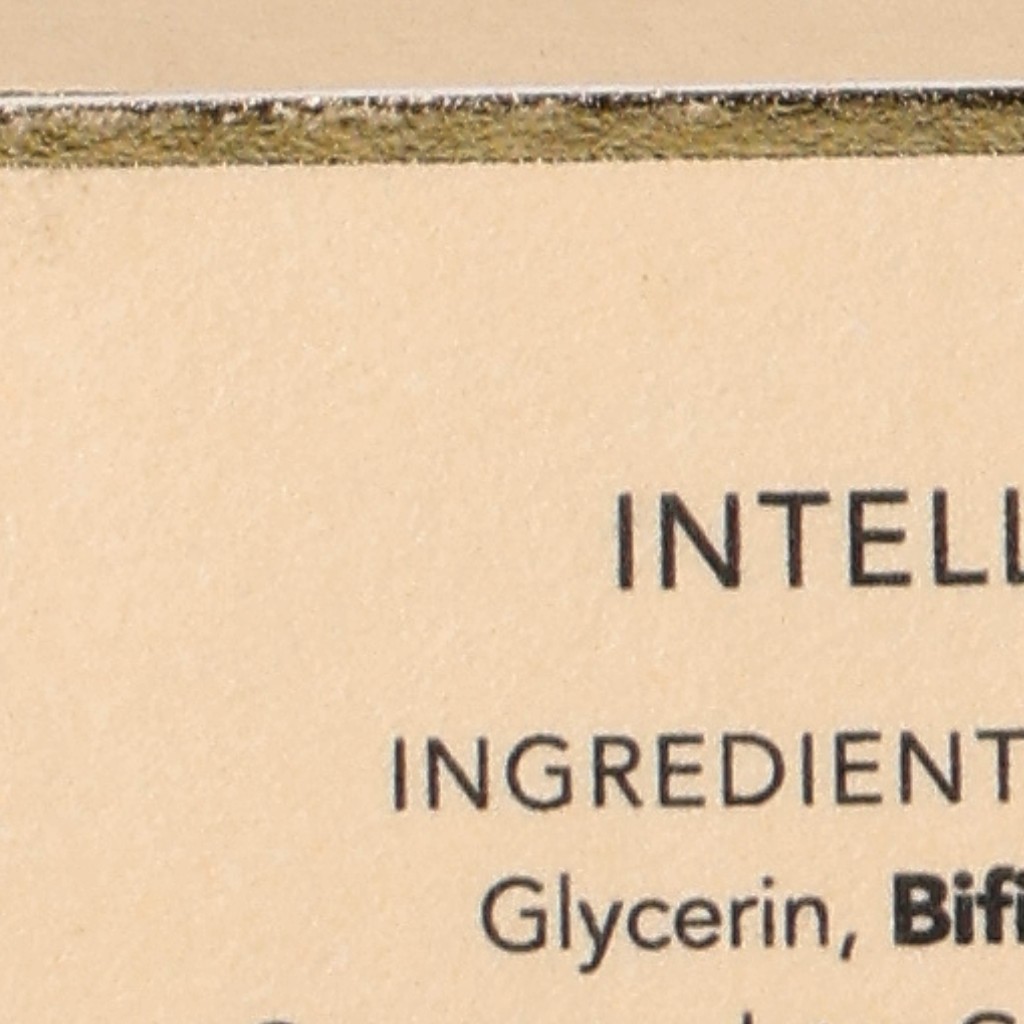 INTELL
INGREDIENT
Glycerin, Bifi